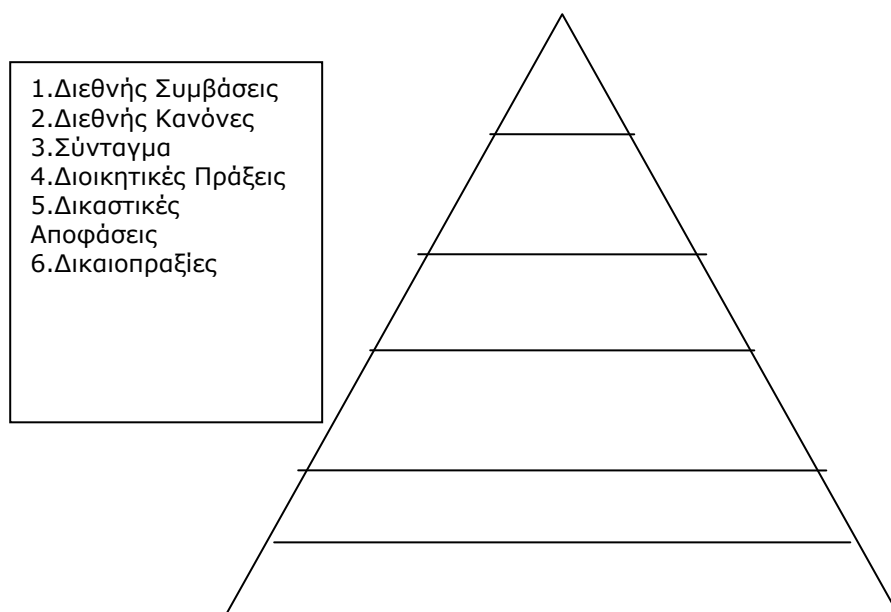 1.Διεθνής Συμβάσεις
2.Διεθνής Κανόνες
3.Σύνταγμα
4.Διοικητικές Πράξεις
5.Δικαστικές
Αποφάσεις
6.Δικαιοπραξίες